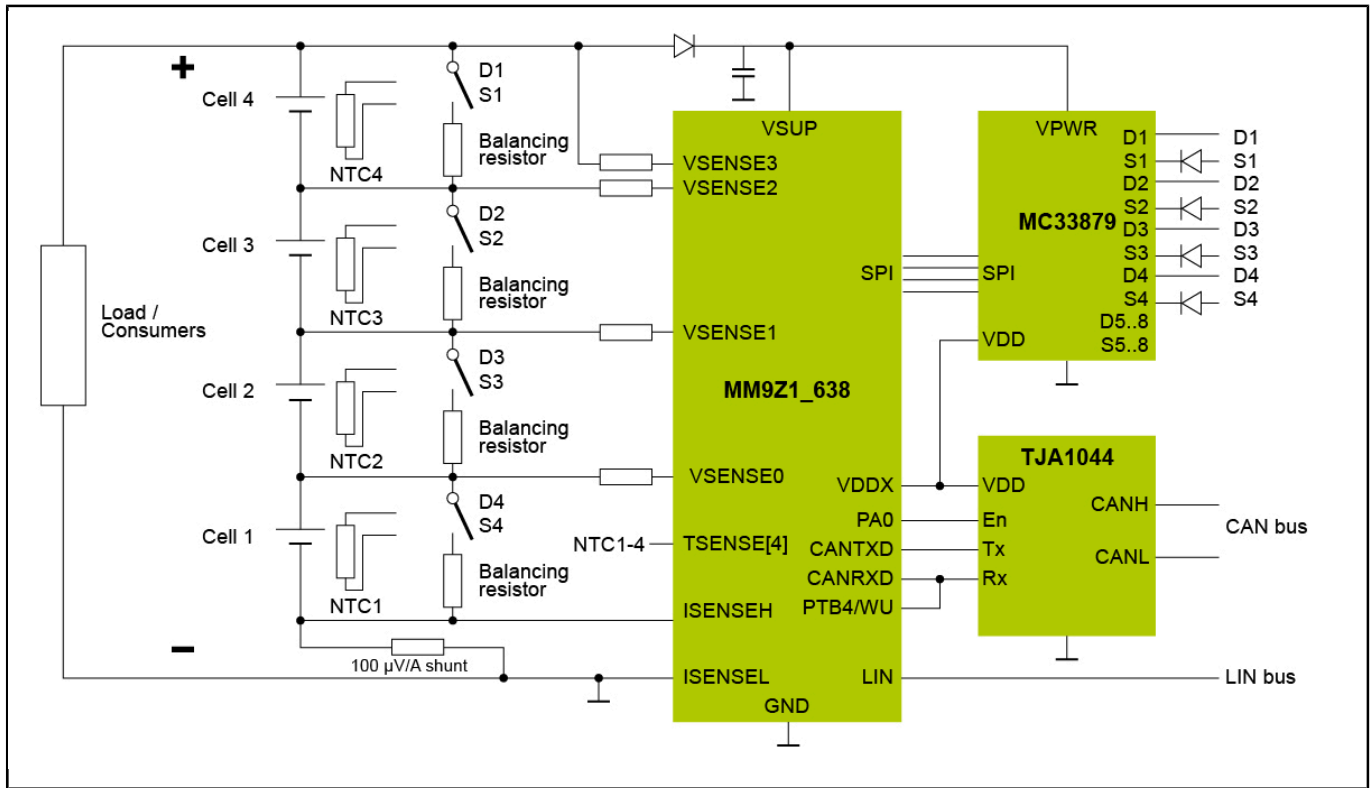 +
Cell 4
NTC4
D1
S1
Balancing
resistor
Cell 3
NTC3
D2
S2
Balancing
resistor
Load /
Consumers
Cell 2
NTC2
D3
S3
Balancing
resistor
Cell 1
NTC1
D4
S4
Balancing
resistor
−
100 µV/A shunt
NTC1-4
VSUP
VSENSE3
VSENSE2
VSENSE1
VSENSE0
TSENSE[4]
ISENSEH
ISENSEL
GND
MM9Z1_638
SPI
VDDX
PA0
CANTXD
CANRXD
PTB4/WU
LIN
VPWR
MC33879
SPI
VDD
D1
S1
D2
S2
D3
S3
D4
S4
D5..8
S5..8
D1
S1
D2
S2
D3
S3
D4
S4
TJA1044
VDD
En
Tx
Rx
CANH
CANL
CAN bus
LIN bus